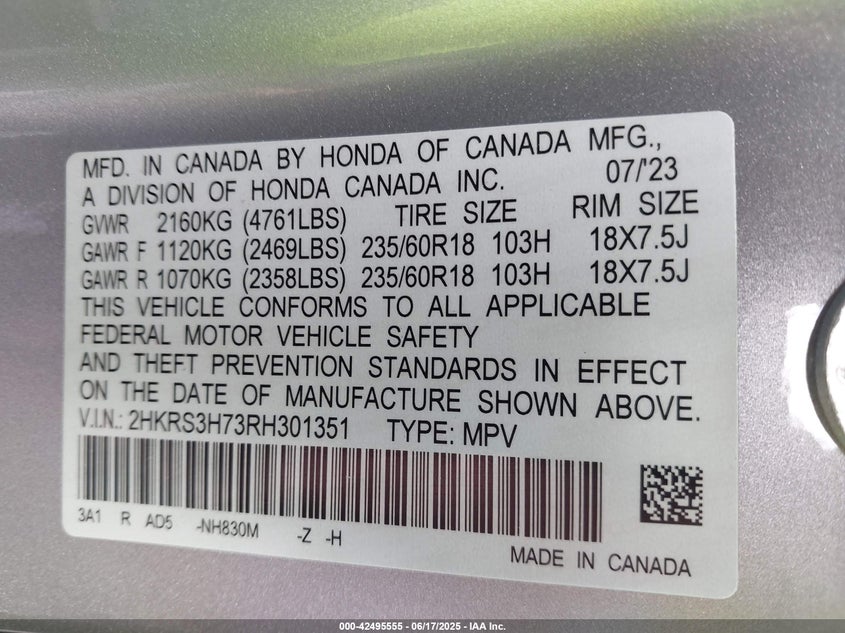 MFD. IN CANADA BY HONDA OF CANADA MFG.,
A DIVISION OF HONDA CANADA INC. 07/'23
GVWR 2160KG (4761LBS) TIRE SIZE RIM SIZE
GAWR F 1120KG (2469LBS) 235/60R18 103H 18X7.5J
GAWR R 1070KG (2358LBS) 235/60R18 103H 18X7.5J
THIS VEHICLE CONFORMS TO ALL APPLICABLE
FEDERAL MOTOR VEHICLE SAFETY
AND THEFT PREVENTION STANDARDS IN EFFECT
ON THE DATE OF MANUFACTURE SHOWN ABOVE.
V.I.N.: 2HKRS3H73RH301351 TYPE: MPV
3A1 R AD5 -NH830M -Z -H
MADE IN CANADA
000-42495555 - 06/17/2025 - IAA Inc.